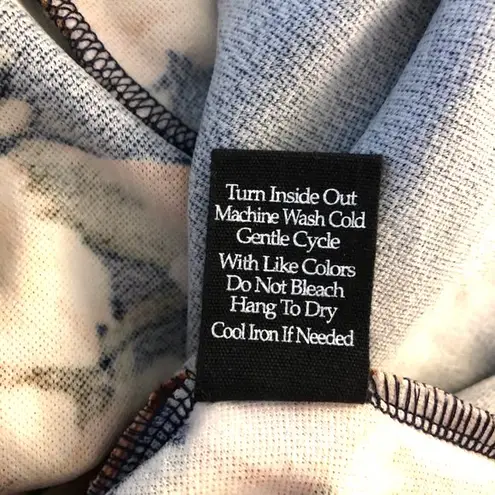 Turn Inside Out
Machine Wash Cold
Gentle Cycle
With Like Colors
Do Not Bleach
Hang To Dry
Cool Iron If Needed